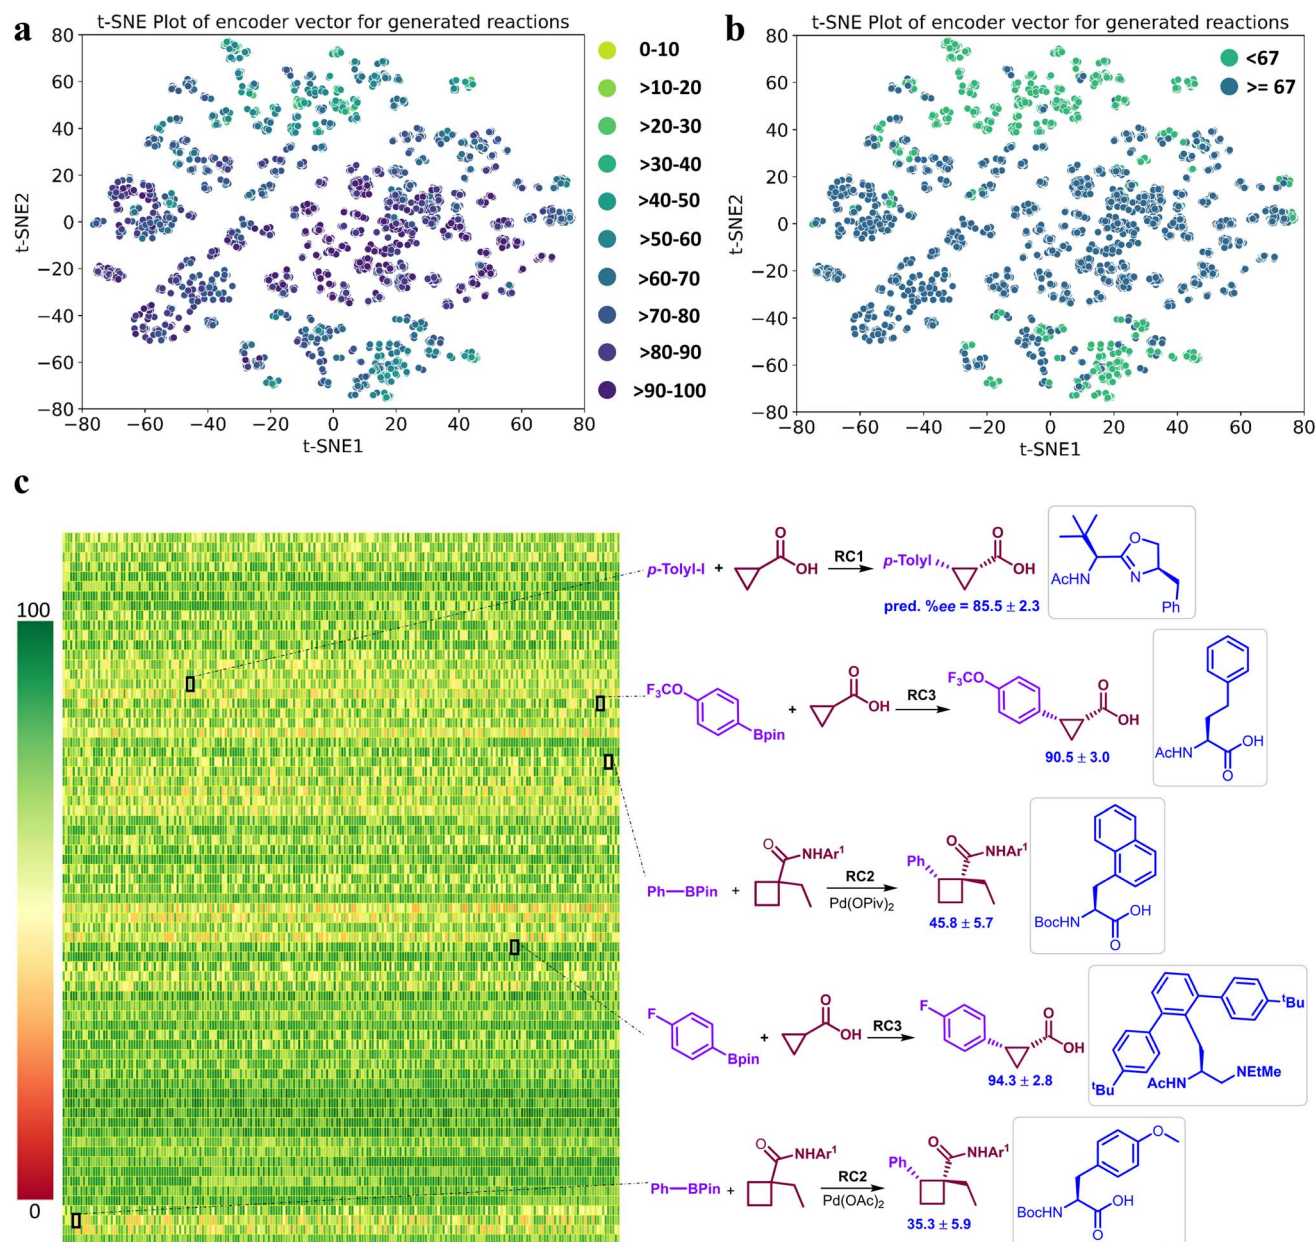 a
t-SNE Plot of encoder vector for generated reactions
80
60
40
20
0
−20
−40
−60
−80
t-SNE2
−80 −60 −40 −20 0 20 40 60 80
t-SNE1
0-10
>10-20
>20-30
>30-40
>40-50
>50-60
>60-70
>70-80
>80-90
>90-100
b
t-SNE Plot of encoder vector for generated reactions
80
60
40
20
0
−20
−40
−60
−80
t-SNE2
−80 −60 −40 −20 0 20 40 60 80
t-SNE1
<67
>= 67
c
100
0
p-Tolyl-I + O OH RC1 p-Tolyl O OH
pred. %ee = 85.5 ± 2.3
O N AcHN Ph
F₃CO Bpin + O OH RC3 F₃CO O OH
90.5 ± 3.0
AcHN OH O
Ph–BPin + O NHAr¹ RC2 Pd(OPiv)₂ Ph O NHAr¹
45.8 ± 5.7
BocHN OH O
F Bpin + O OH RC3 F O OH
94.3 ± 2.8
ᵗBu ᵗBu AcHN NEtMe
Ph–BPin + O NHAr¹ RC2 Pd(OAc)₂ Ph O NHAr¹
35.3 ± 5.9
O BocHN OH O